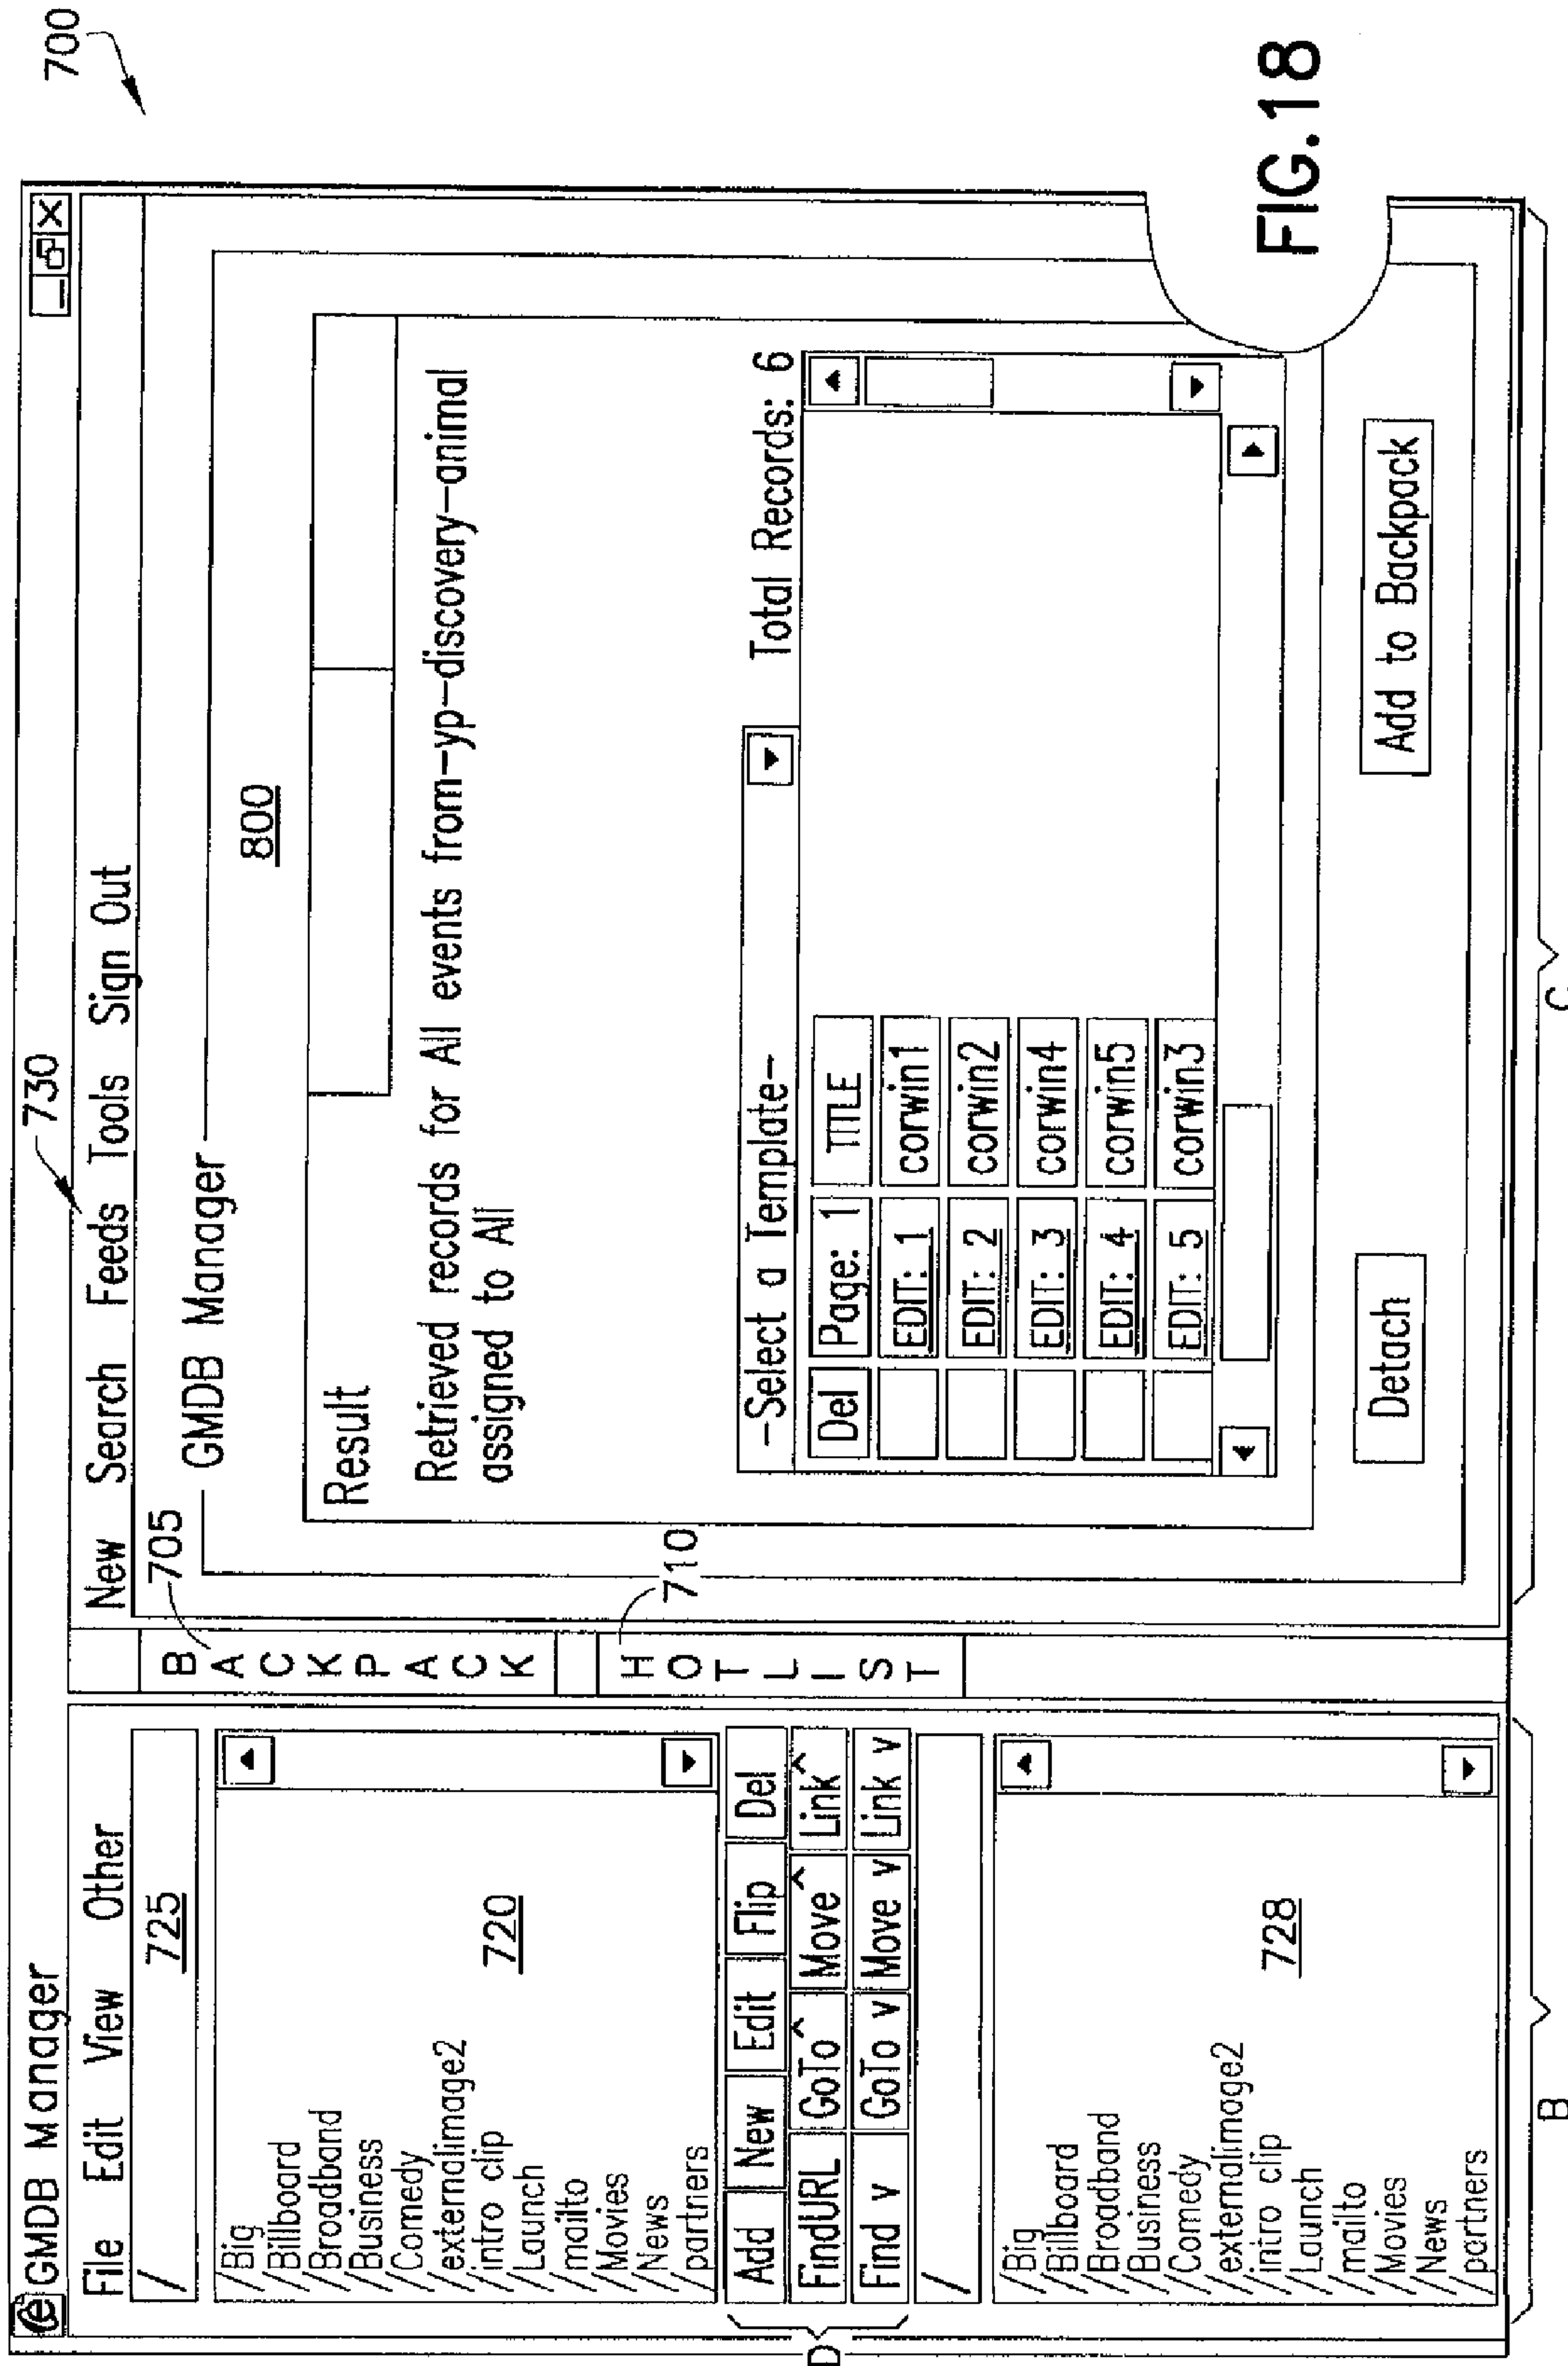 700
GMDB Manager
File Edit View Other
725
/
/Big
/Billboard
/Broadband
/Business
/Comedy
/externalimage2
/intro clip
/Launch
/mailto
/Movies
/News
/partners
720
Add New Edit Flip Del
FindURL GoTo^ Move^ Link^
Find v GoTo v Move v Link v
D
/
/Big
/Billboard
/Broadband
/Business
/Comedy
/externalimage2
/intro clip
/Launch
/mailto
/Movies
/News
/partners
728
B
BACKPACK
705
HOTLIST
710
730
New Search Feeds Tools Sign Out
GMDB Manager
800
Result
Retrieved records for All events from-yp-discovery-animal
assigned to All
-Select a Template-
Total Records: 6
Del Page: 1 TITLE
EDIT: 1 corwin1
EDIT: 2 corwin2
EDIT: 3 corwin4
EDIT: 4 corwin5
EDIT: 5 corwin3
Detach
Add to Backpack
C
FIG.18